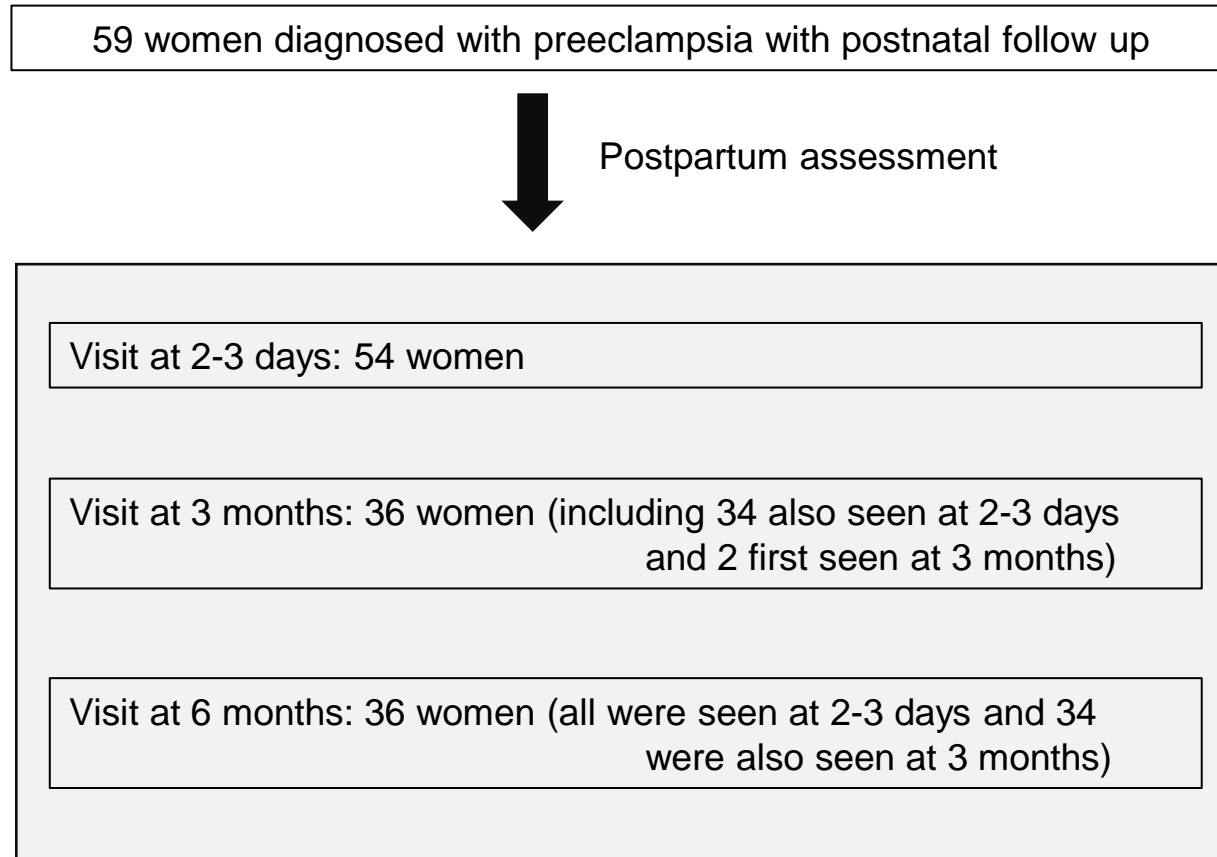 59 women diagnosed with preeclampsia with postnatal follow up
Postpartum assessment
Visit at 2-3 days: 54 women
Visit at 3 months: 36 women (including 34 also seen at 2-3 days
and 2 first seen at 3 months)
Visit at 6 months: 36 women (all were seen at 2-3 days and 34
were also seen at 3 months)